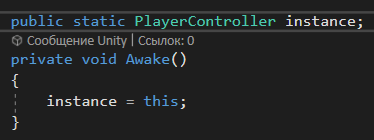 public static PlayerController instance;
Сообщение Unity | Ссылок: 0
private void Awake()
{
instance = this;
}